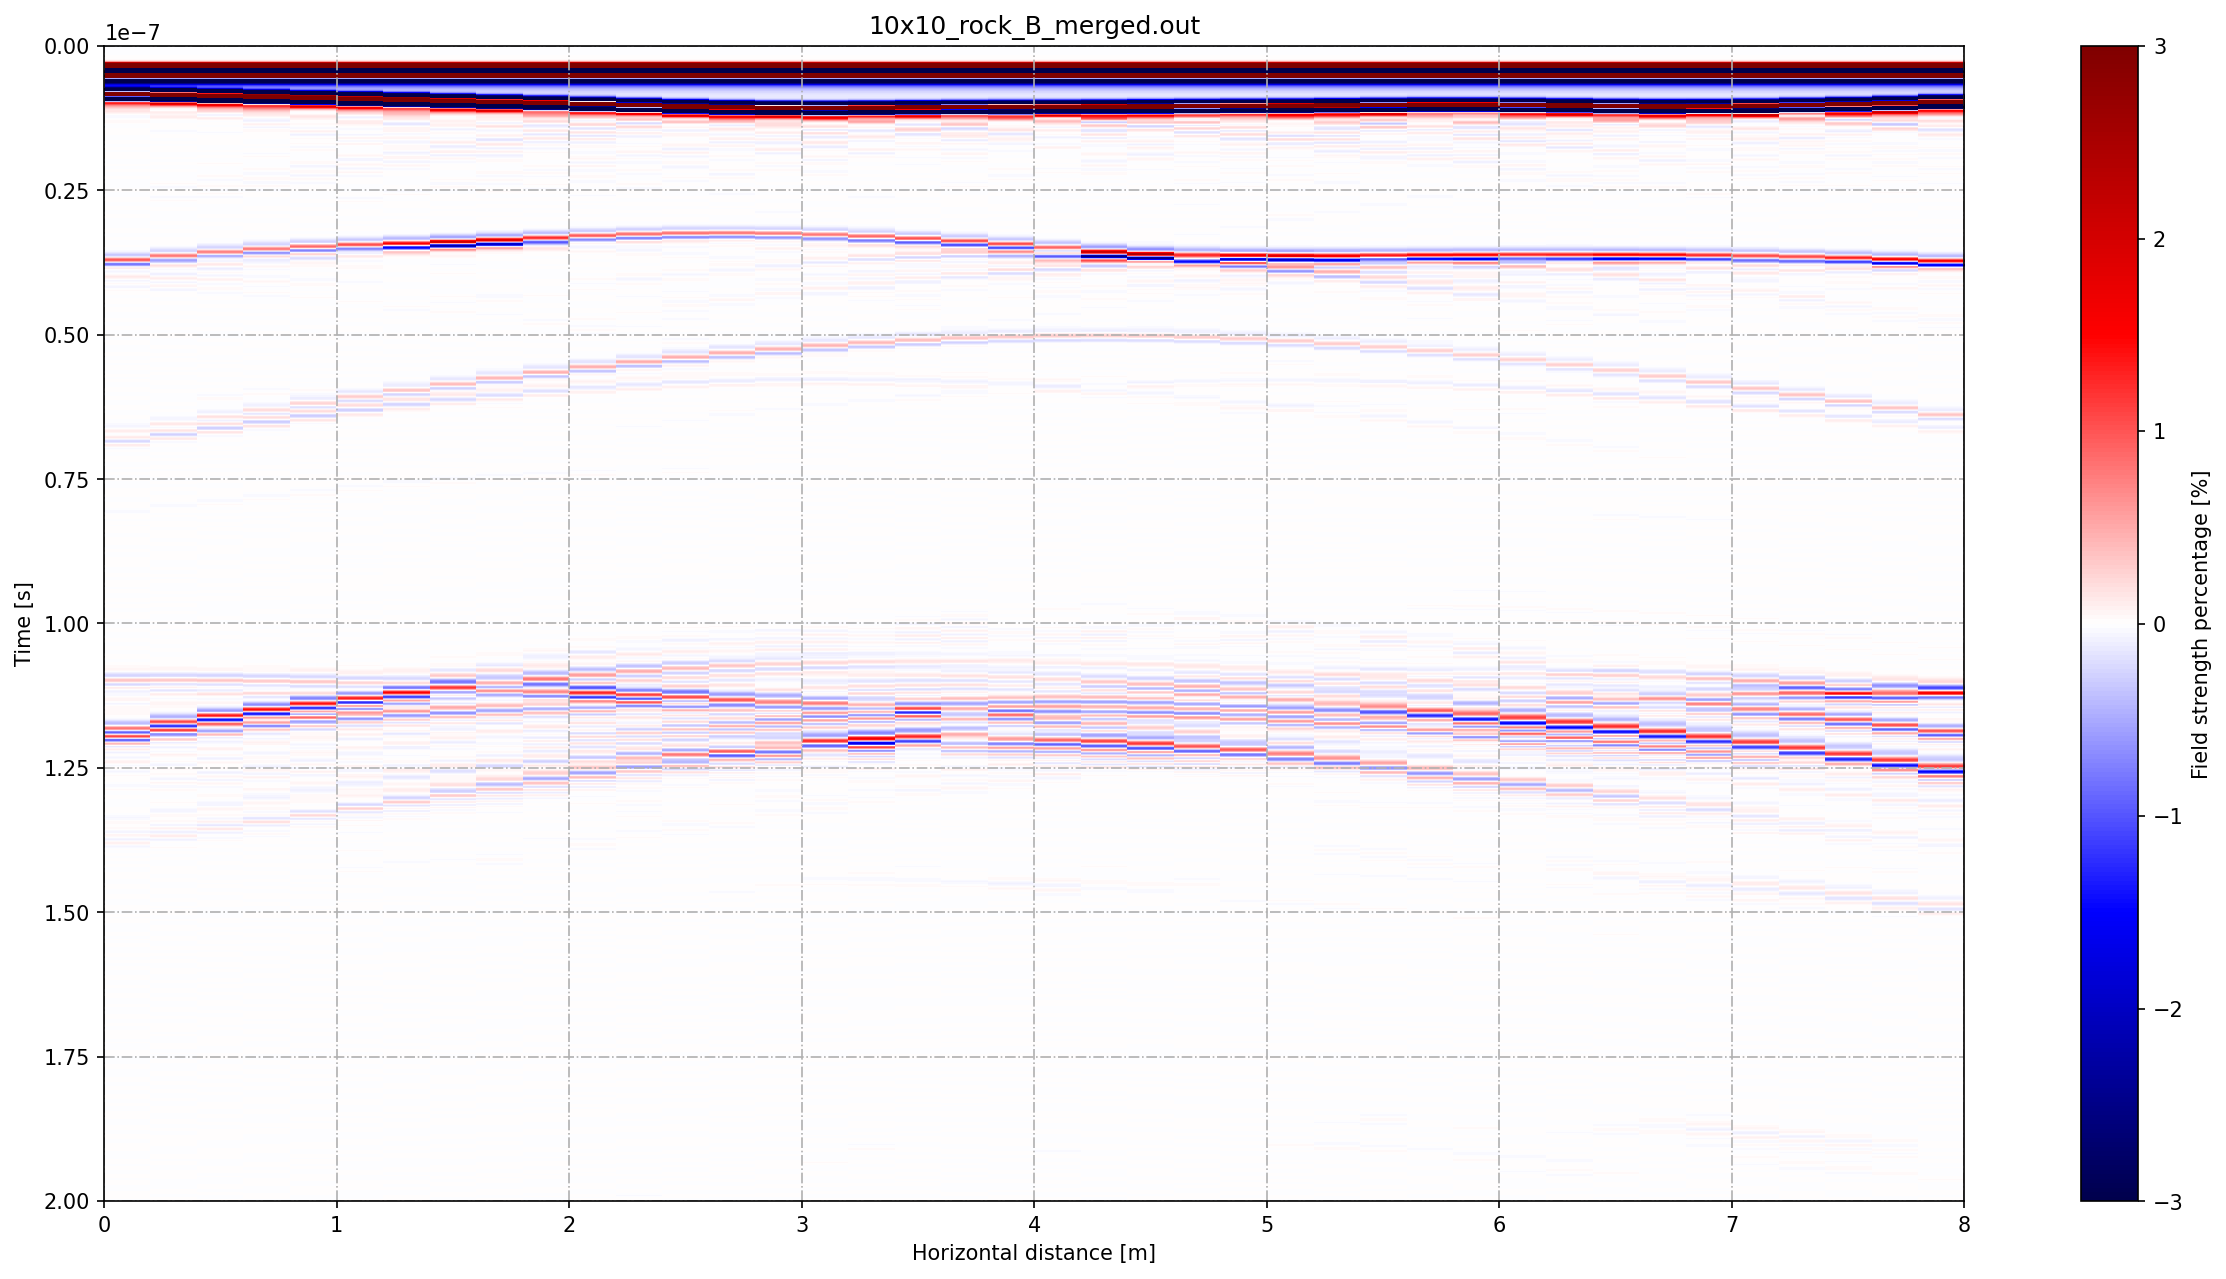 10x10_rock_B_merged.out
1e−7
0.00
0.25
0.50
0.75
1.00
1.25
1.50
1.75
2.00
Time [s]
0 1 2 3 4 5 6 7 8
Horizontal distance [m]
3
2
1
0
−1
−2
−3
Field strength percentage [%]